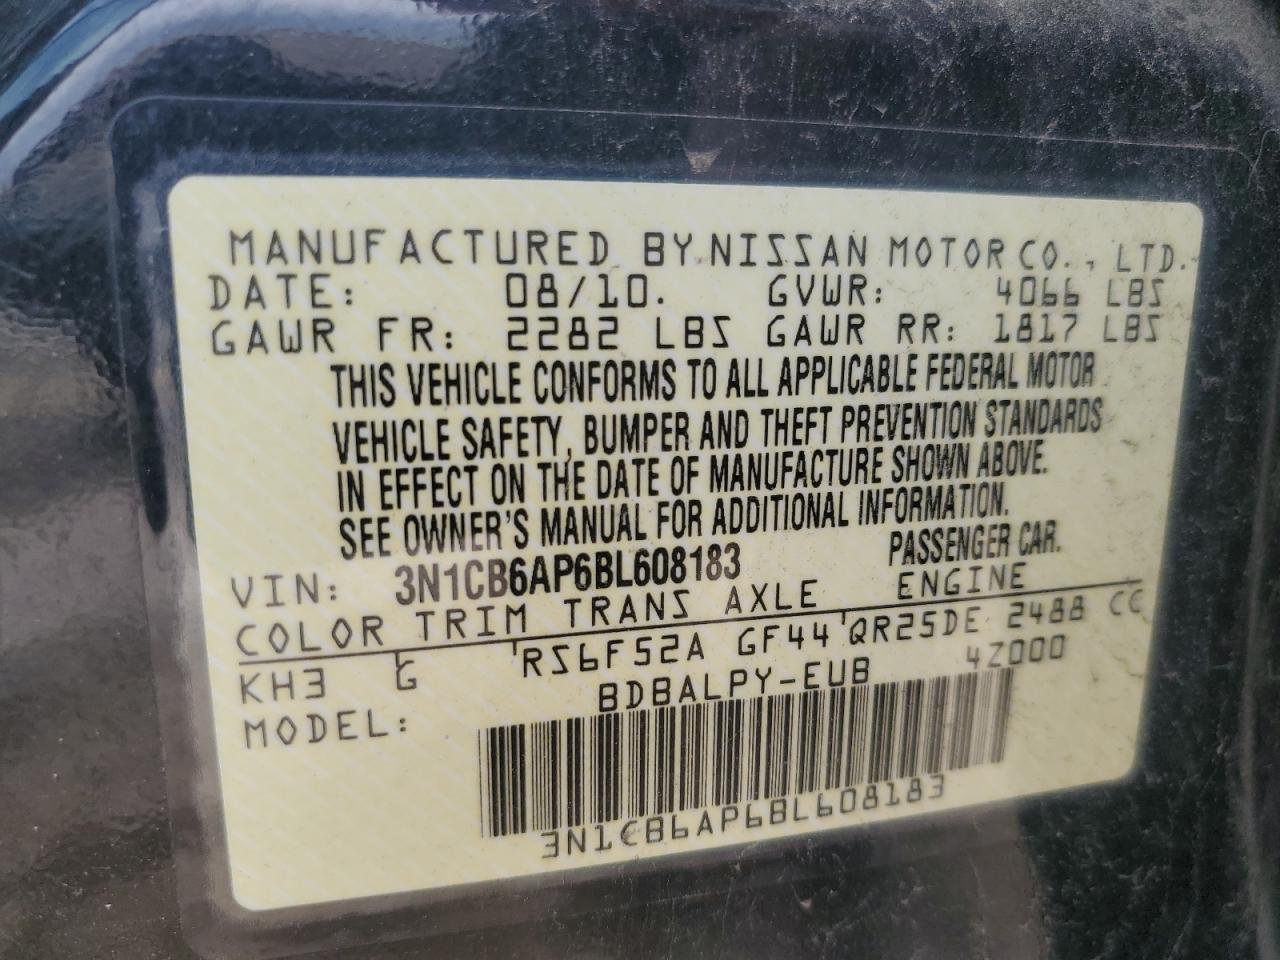 MANUFACTURED BY NISSAN MOTOR CO., LTD.
DATE: 08/10. GVWR: 4066 LBS
GAWR FR: 2282 LBS GAWR RR: 1817 LBS
THIS VEHICLE CONFORMS TO ALL APPLICABLE FEDERAL MOTOR
VEHICLE SAFETY, BUMPER AND THEFT PREVENTION STANDARDS
IN EFFECT ON THE DATE OF MANUFACTURE SHOWN ABOVE.
SEE OWNER'S MANUAL FOR ADDITIONAL INFORMATION.
VIN: 3N1CB6AP6BL608183 PASSENGER CAR.
COLOR TRIM TRANS AXLE ENGINE
KH3 G RS6F52A GF44 QR25DE 2488 CC
MODEL: BDBALPY-EUB 4Z000
3N1CB6AP6BL608183